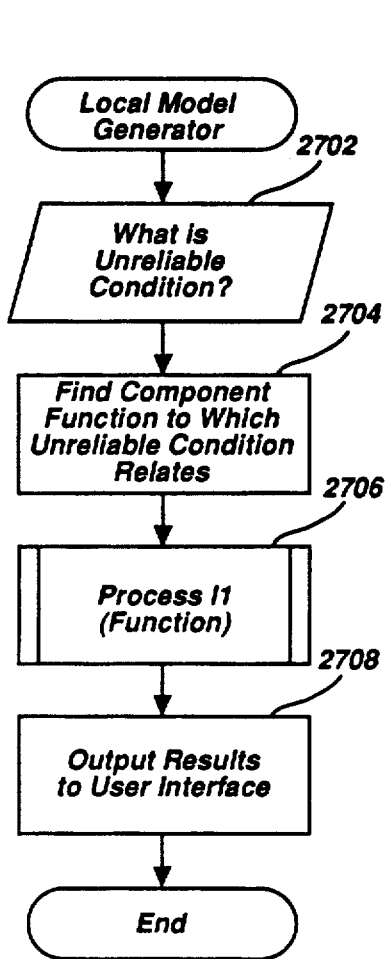 Local Model
Generator
2702
What is
Unreliable
Condition?
2704
Find Component
Function to Which
Unreliable Condition
Relates
2706
Process I1
(Function)
2708
Output Results
to User Interface
End